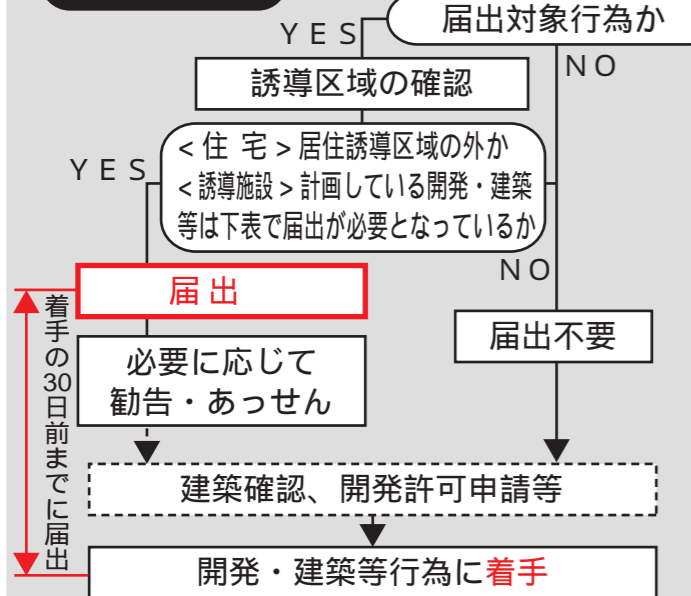 届出対象行為か
YES
NO
誘導区域の確認
<住 宅>居住誘導区域の外か
<誘導施設>計画している開発・建築
等は下表で届出が必要となっているか
YES
NO
届出
届出不要
着手の30日前までに届出
必要に応じて
勧告・あっせん
建築確認、開発許可申請等
開発・建築等行為に着手